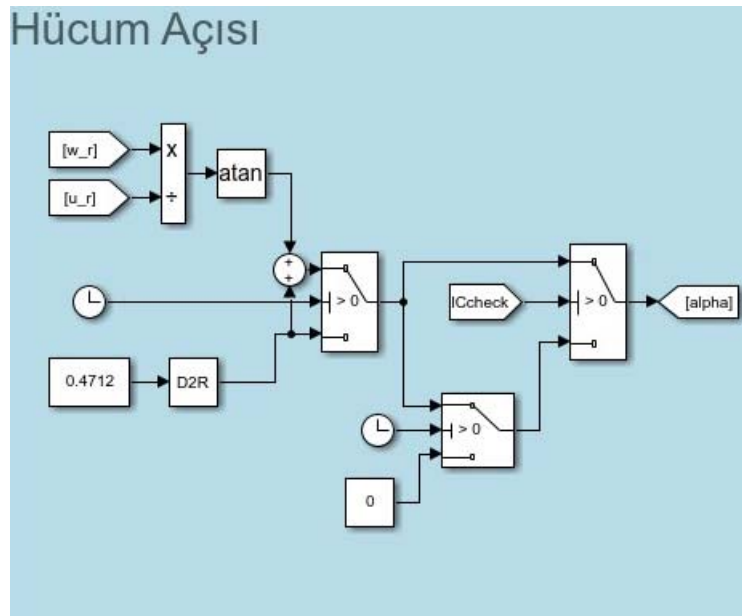 Hücum Açısı
[w_r]
X
[u_r]
÷
atan
+
+
> 0
0.4712
D2R
ICcheck
> 0
[alpha]
> 0
0